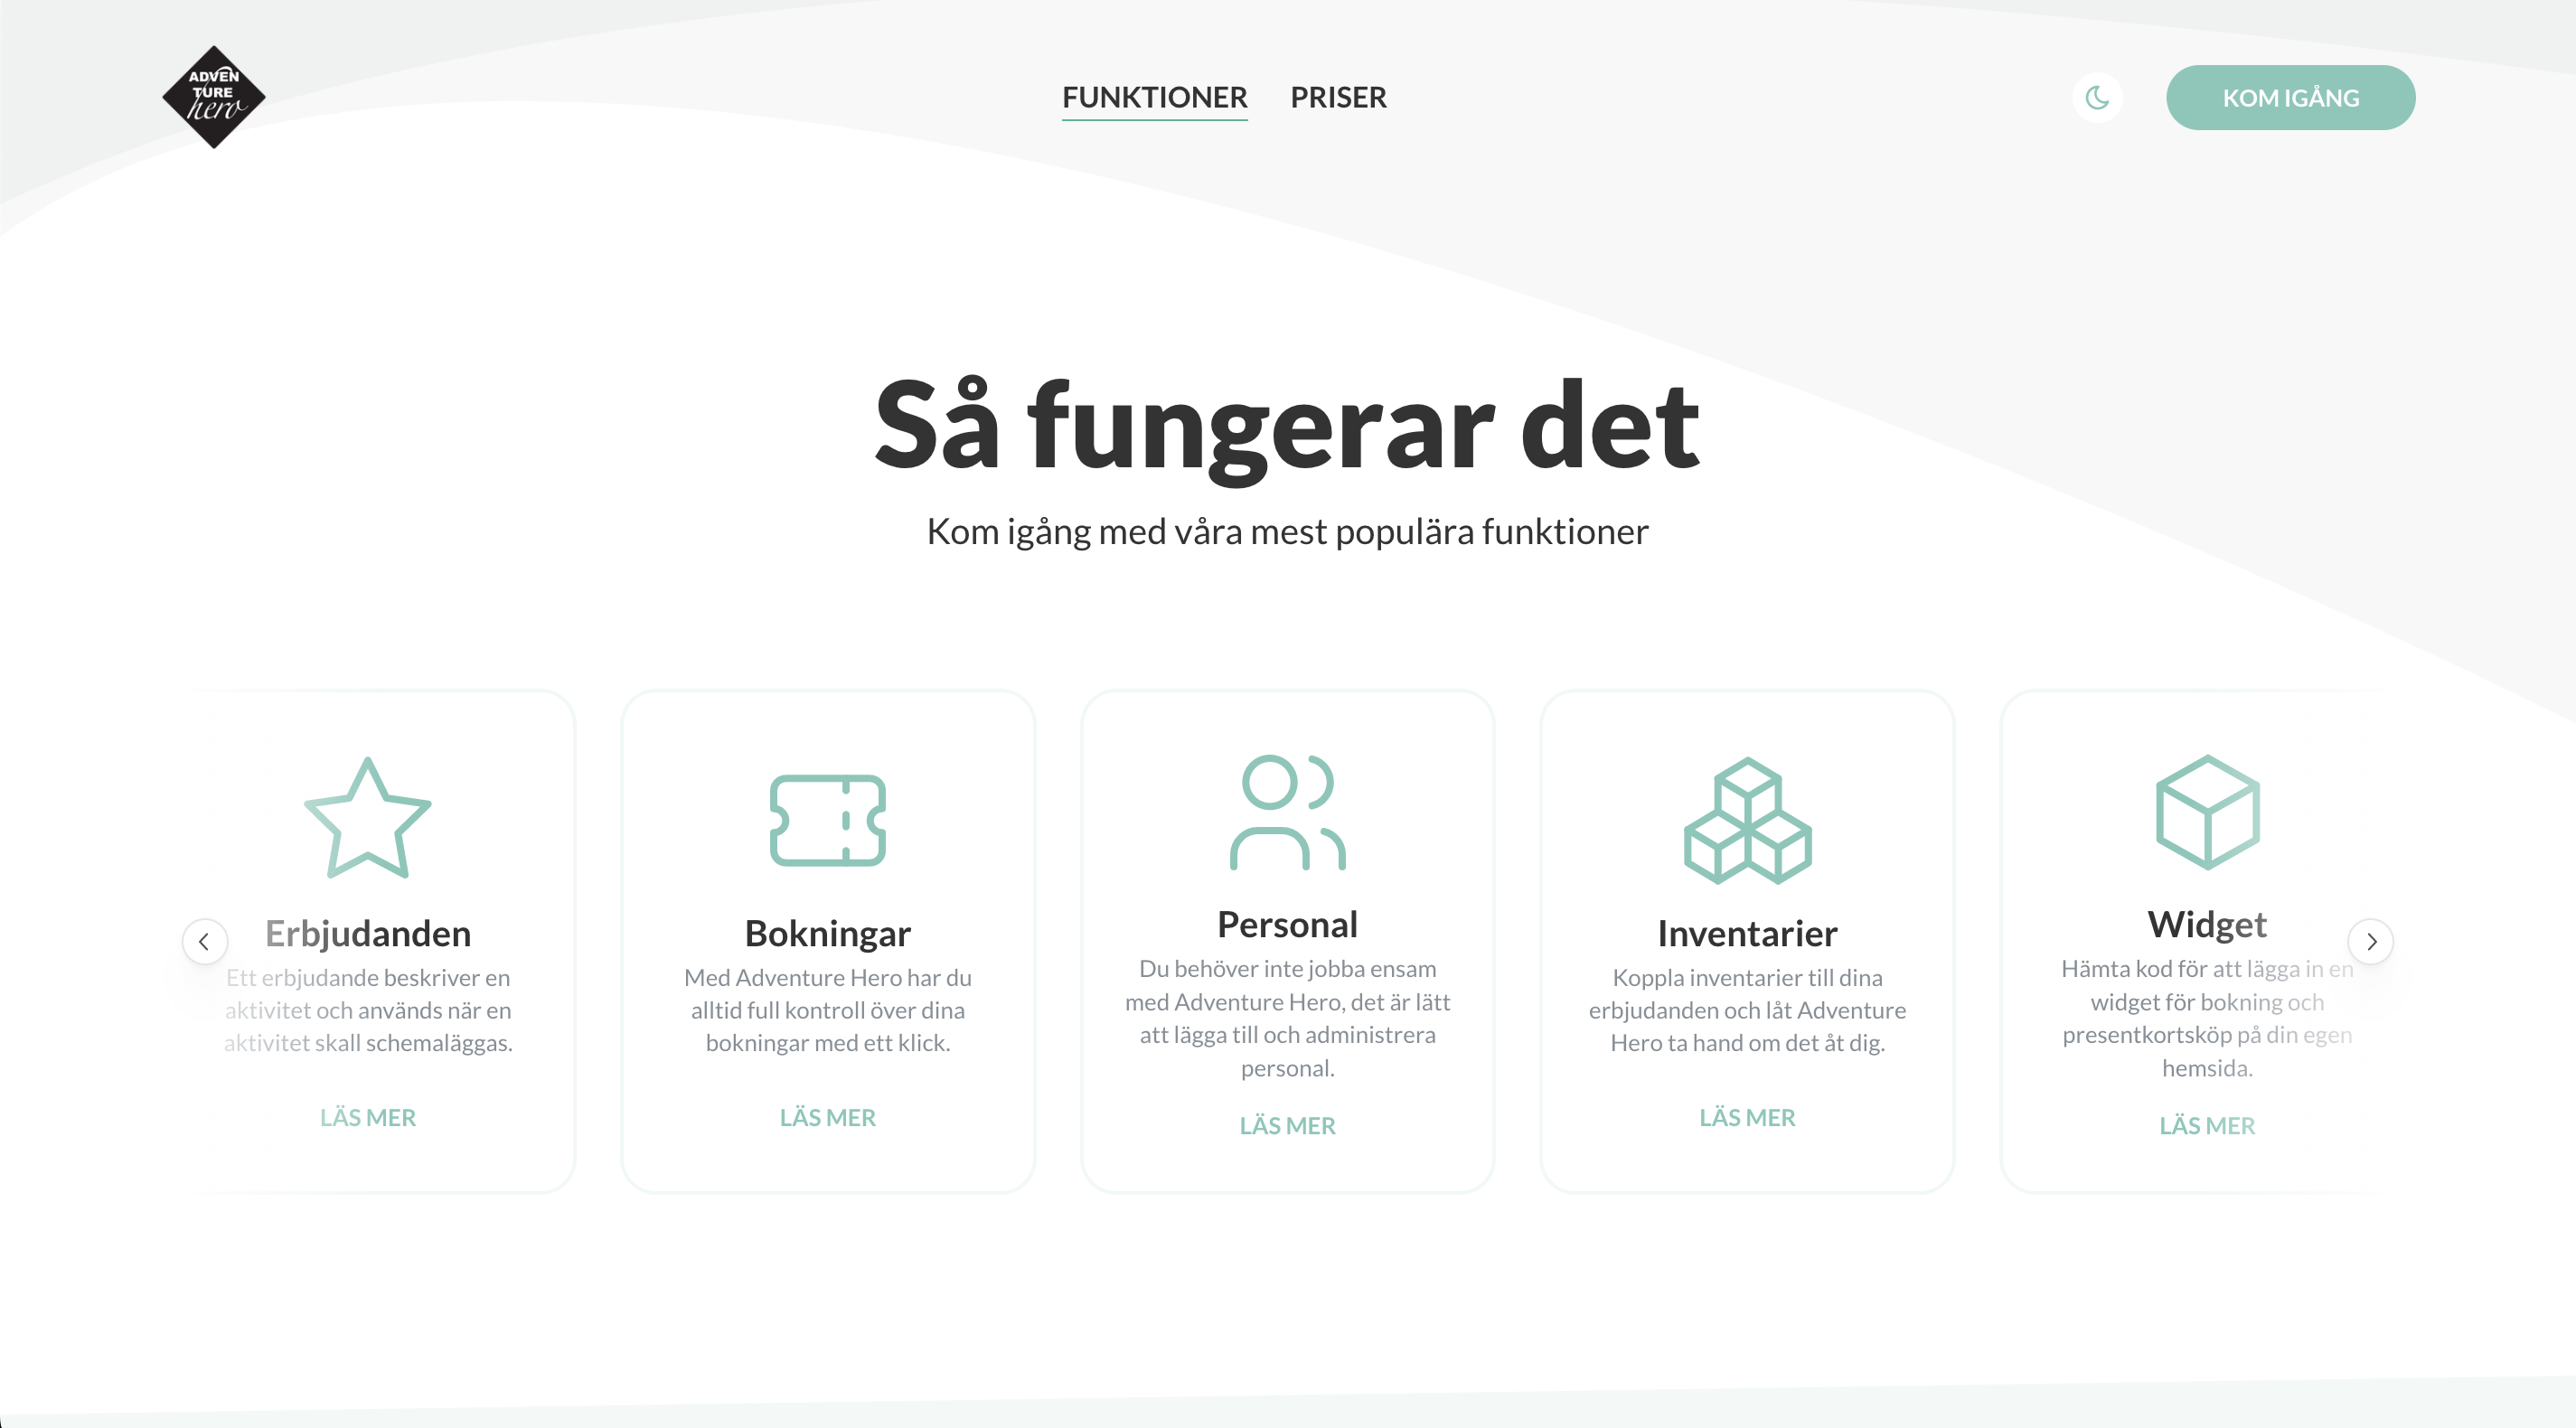 ADVEN
TURE
hero
FUNKTIONER
PRISER
KOM IGÅNG
Så fungerar det
Kom igång med våra mest populära funktioner
Erbjudanden
Ett erbjudande beskriver en
aktivitet och används när en
aktivitet skall schemaläggas.
LÄS MER
Bokningar
Med Adventure Hero har du
alltid full kontroll över dina
bokningar med ett klick.
LÄS MER
Personal
Du behöver inte jobba ensam
med Adventure Hero, det är lätt
att lägga till och administrera
personal.
LÄS MER
Inventarier
Koppla inventarier till dina
erbjudanden och låt Adventure
Hero ta hand om det åt dig.
LÄS MER
Widget
Hämta kod för att lägga in en
widget för bokning och
presentkortsköp på din egen
hemsida.
LÄS MER